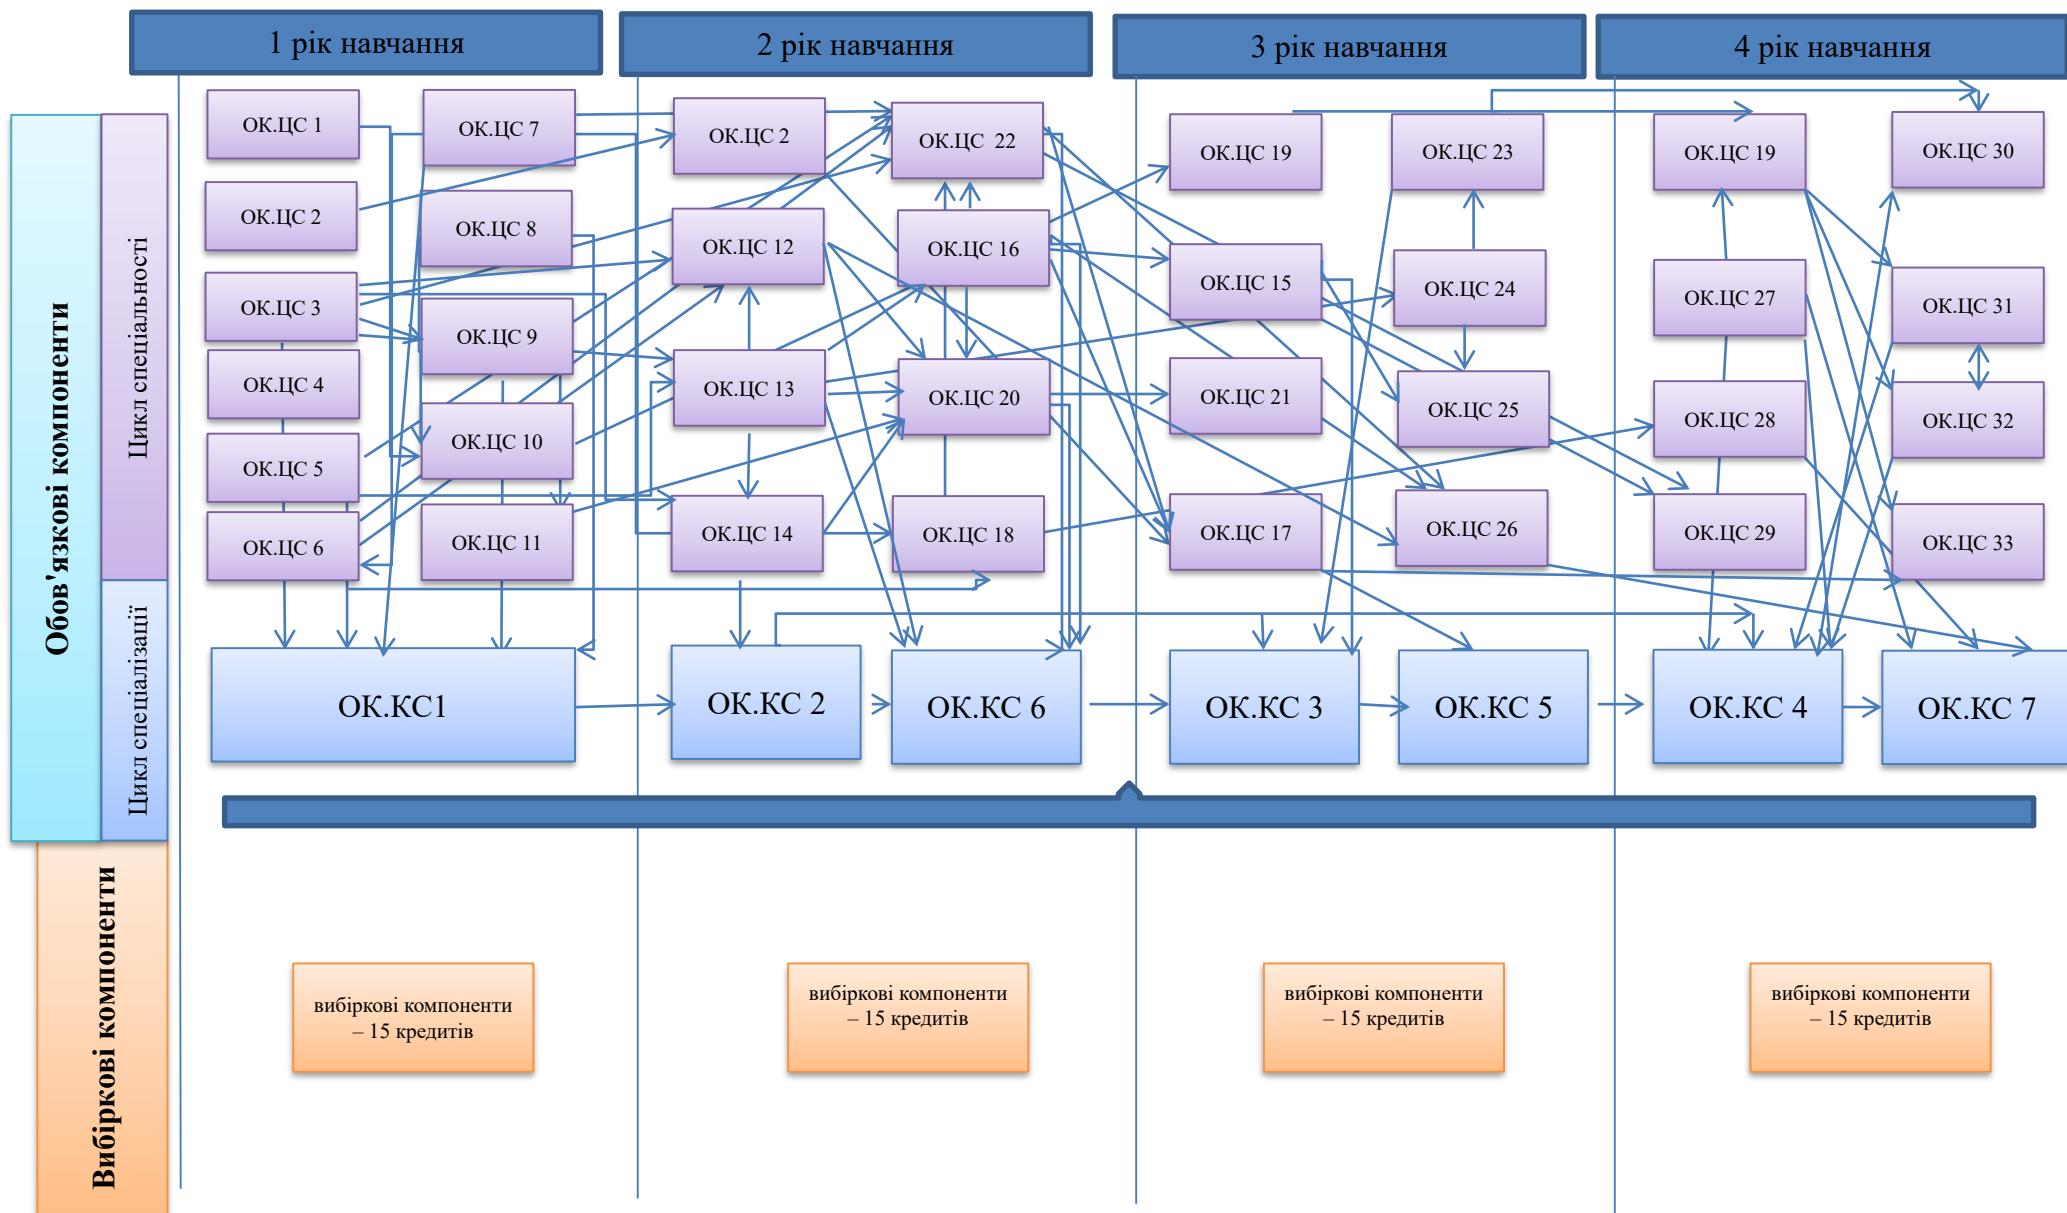 1 рік навчання
2 рік навчання
3 рік навчання
4 рік навчання
Обов'язкові компоненти
Цикл спеціальності
Цикл спеціалізації
Вибіркові компоненти
ОК.ЦС 1
ОК.ЦС 2
ОК.ЦС 3
ОК.ЦС 4
ОК.ЦС 5
ОК.ЦС 6
ОК.ЦС 7
ОК.ЦС 8
ОК.ЦС 9
ОК.ЦС 10
ОК.ЦС 11
ОК.ЦС 2
ОК.ЦС 12
ОК.ЦС 13
ОК.ЦС 14
ОК.ЦС 22
ОК.ЦС 16
ОК.ЦС 20
ОК.ЦС 18
ОК.ЦС 19
ОК.ЦС 15
ОК.ЦС 21
ОК.ЦС 17
ОК.ЦС 23
ОК.ЦС 24
ОК.ЦС 25
ОК.ЦС 26
ОК.ЦС 19
ОК.ЦС 27
ОК.ЦС 28
ОК.ЦС 29
ОК.ЦС 30
ОК.ЦС 31
ОК.ЦС 32
ОК.ЦС 33
ОК.КС1
ОК.КС 2
ОК.КС 6
ОК.КС 3
ОК.КС 5
ОК.КС 4
ОК.КС 7
вибіркові компоненти
– 15 кредитів
вибіркові компоненти
– 15 кредитів
вибіркові компоненти
– 15 кредитів
вибіркові компоненти
– 15 кредитів